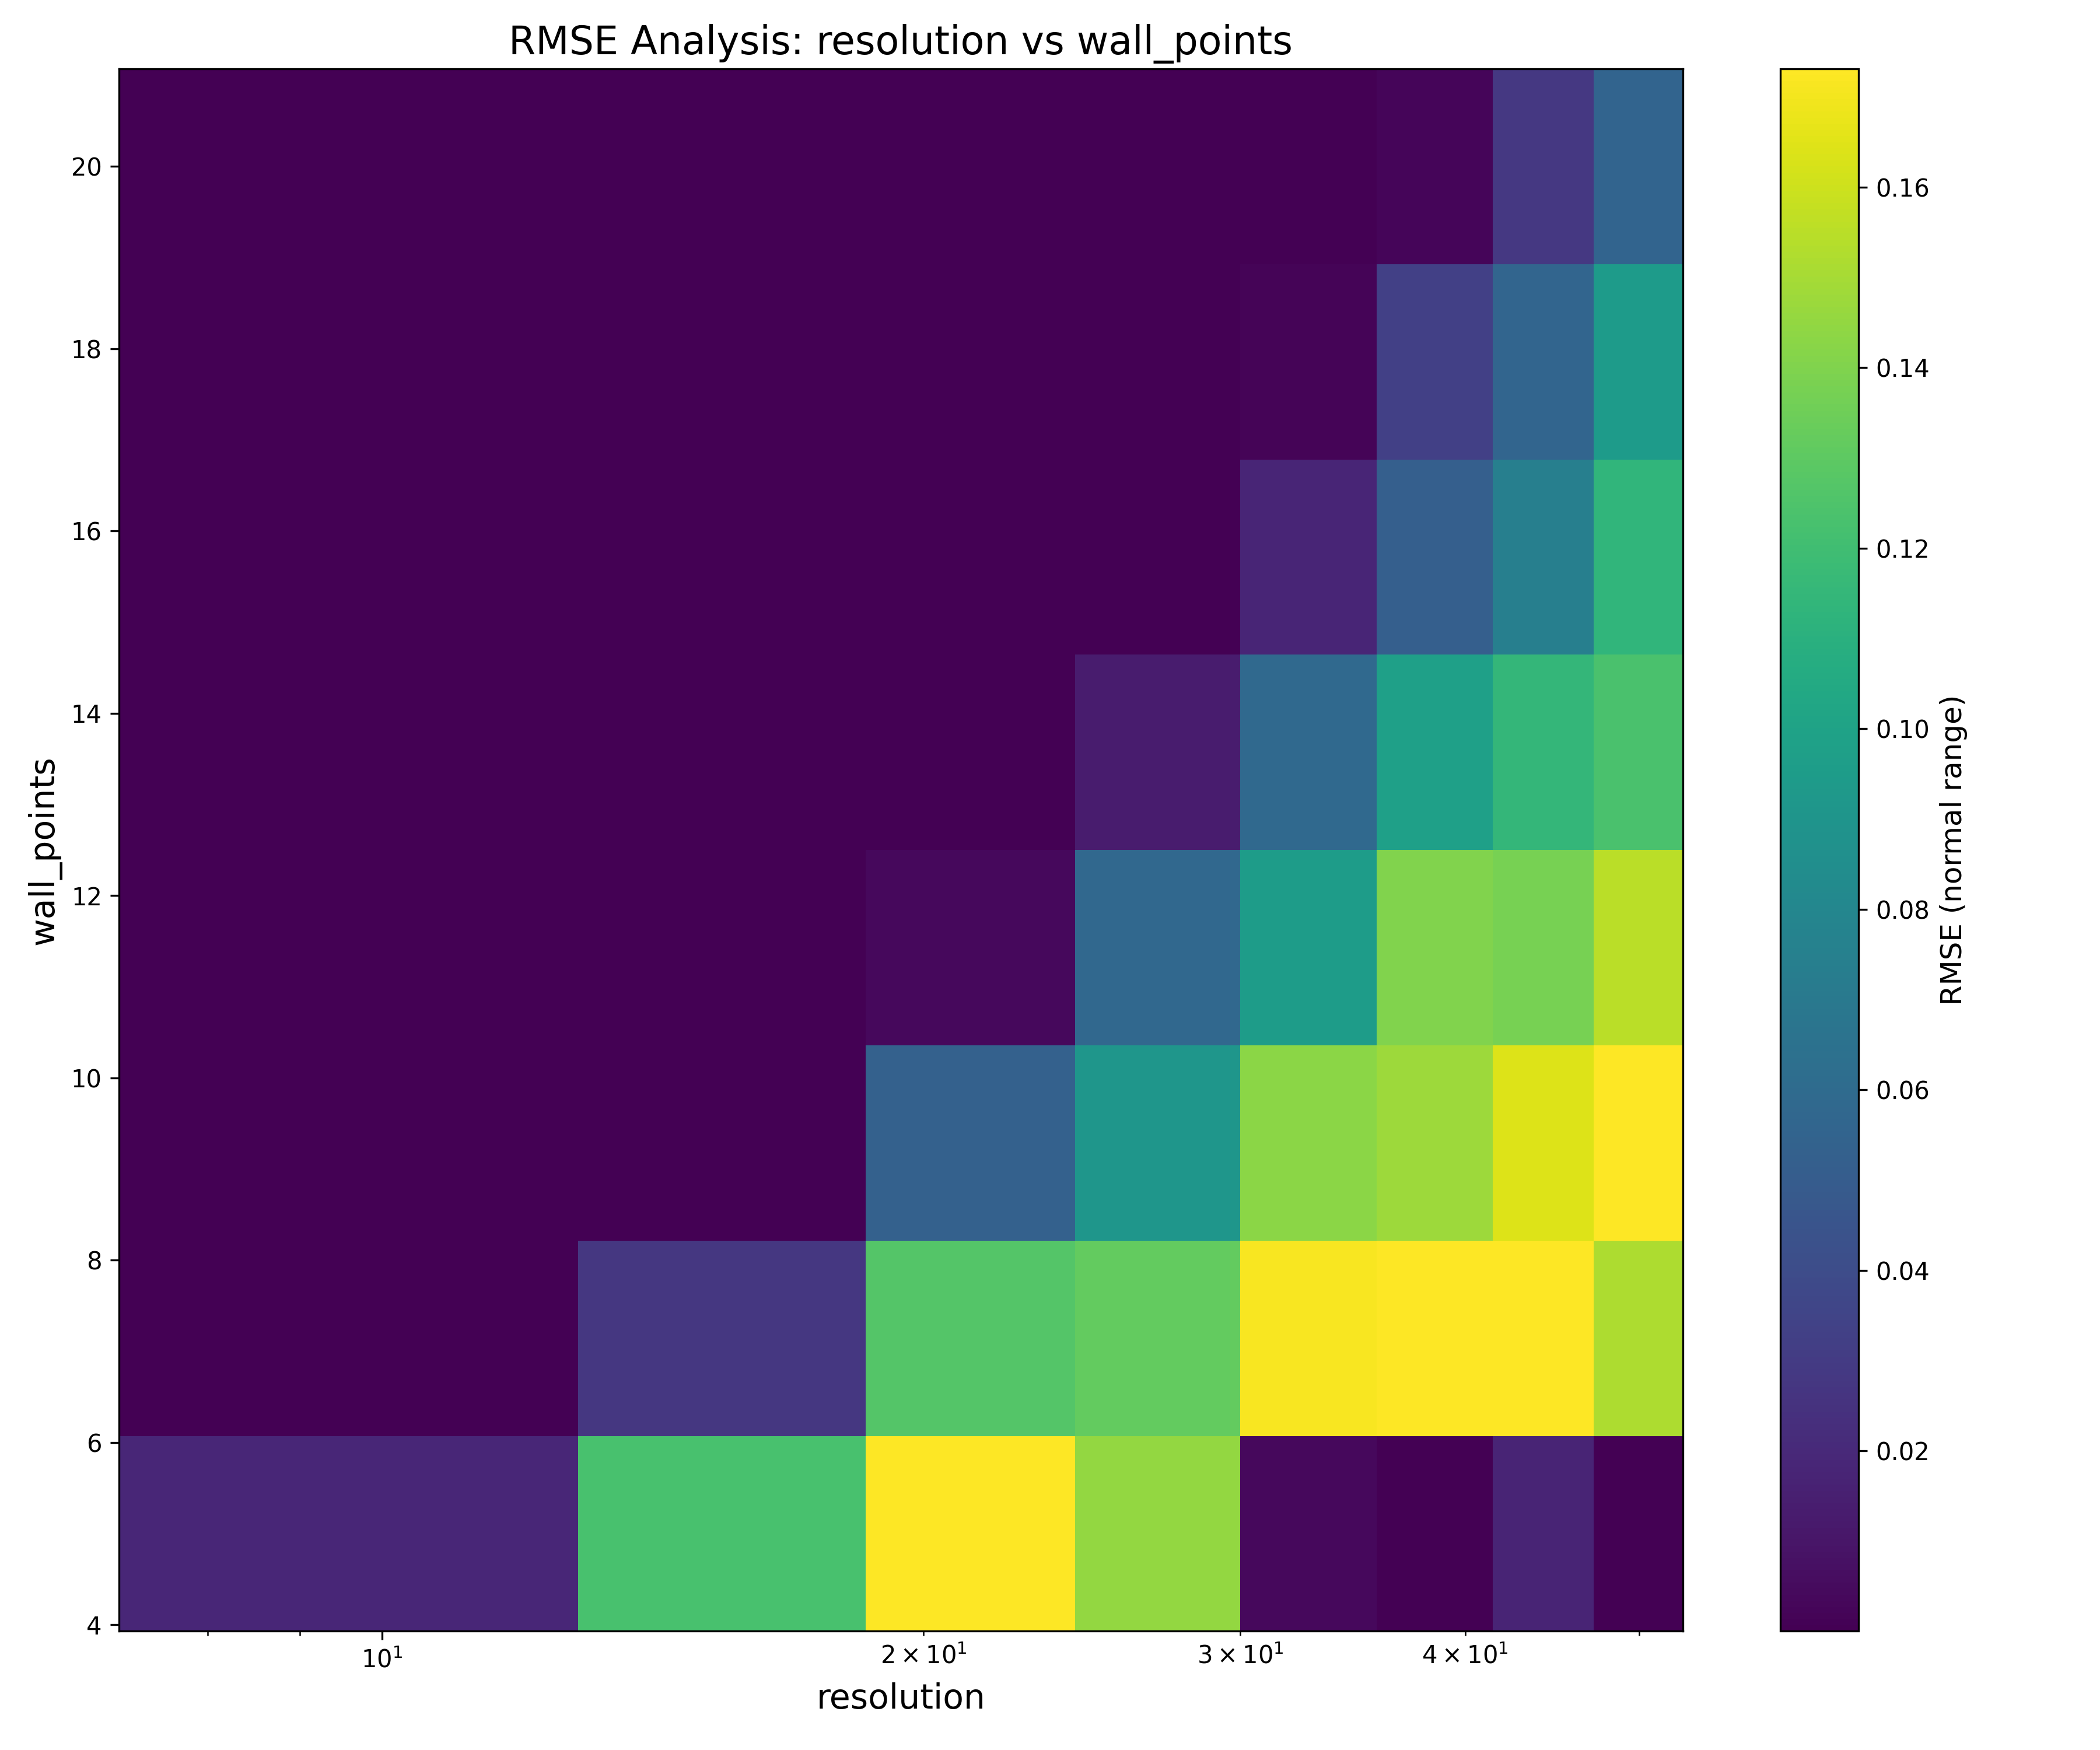 RMSE Analysis: resolution vs wall_points
wall_points
20
18
16
14
12
10
8
6
4
10¹
2 × 10¹
3 × 10¹
4 × 10¹
resolution
0.16
0.14
0.12
0.10
0.08
0.06
0.04
0.02
RMSE (normal range)